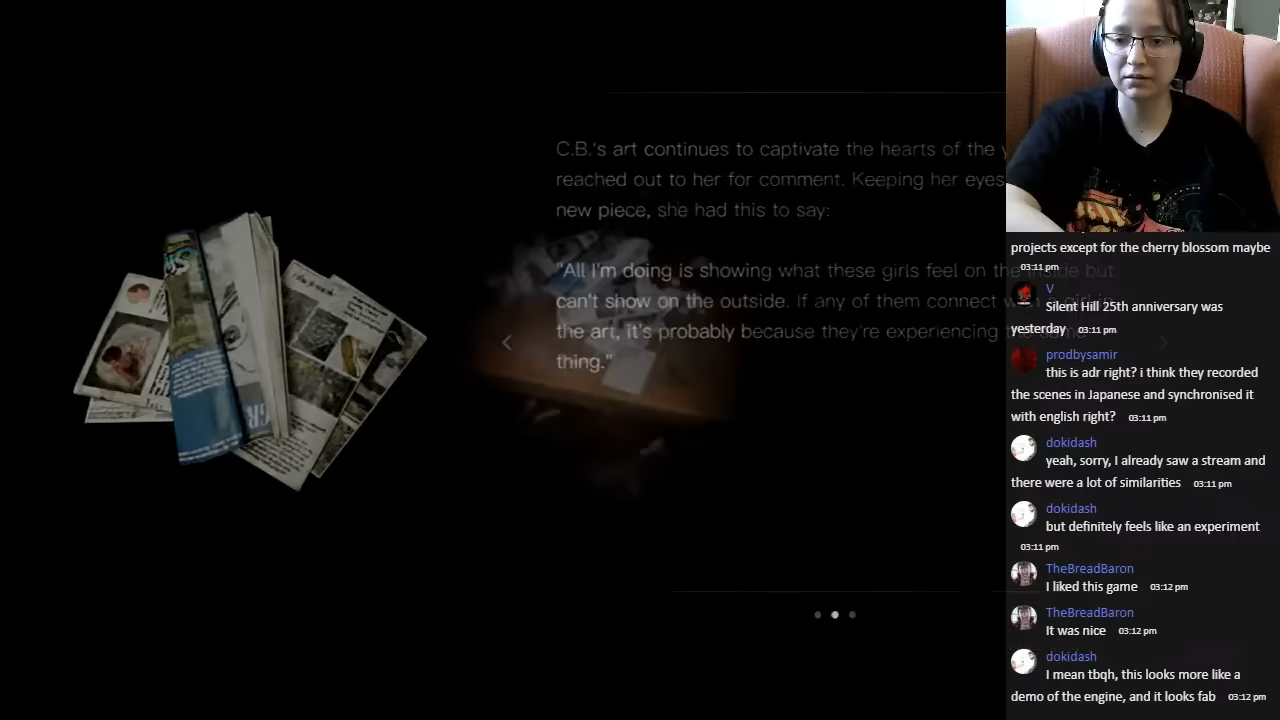 C.B.'s art continues to captivate the hearts of the
reached out to her for comment. Keeping her eyes
new piece, she had this to say:
"All I'm doing is showing what these girls feel on the inside but
can't show on the outside. If any of them connect
the art, it's probably because they're experiencing the same
thing."
projects except for the cherry blossom maybe
03:11 pm
V
Silent Hill 25th anniversary was
yesterday 03:11 pm
prodbysamir
this is adr right? i think they recorded
the scenes in Japanese and synchronised it
with english right? 03:11 pm
dokidash
yeah, sorry, I already saw a stream and
there were a lot of similarities 03:11 pm
dokidash
but definitely feels like an experiment
03:11 pm
TheBreadBaron
I liked this game 03:12 pm
TheBreadBaron
It was nice 03:12 pm
dokidash
I mean tbqh, this looks more like a
demo of the engine, and it looks fab 03:12 pm